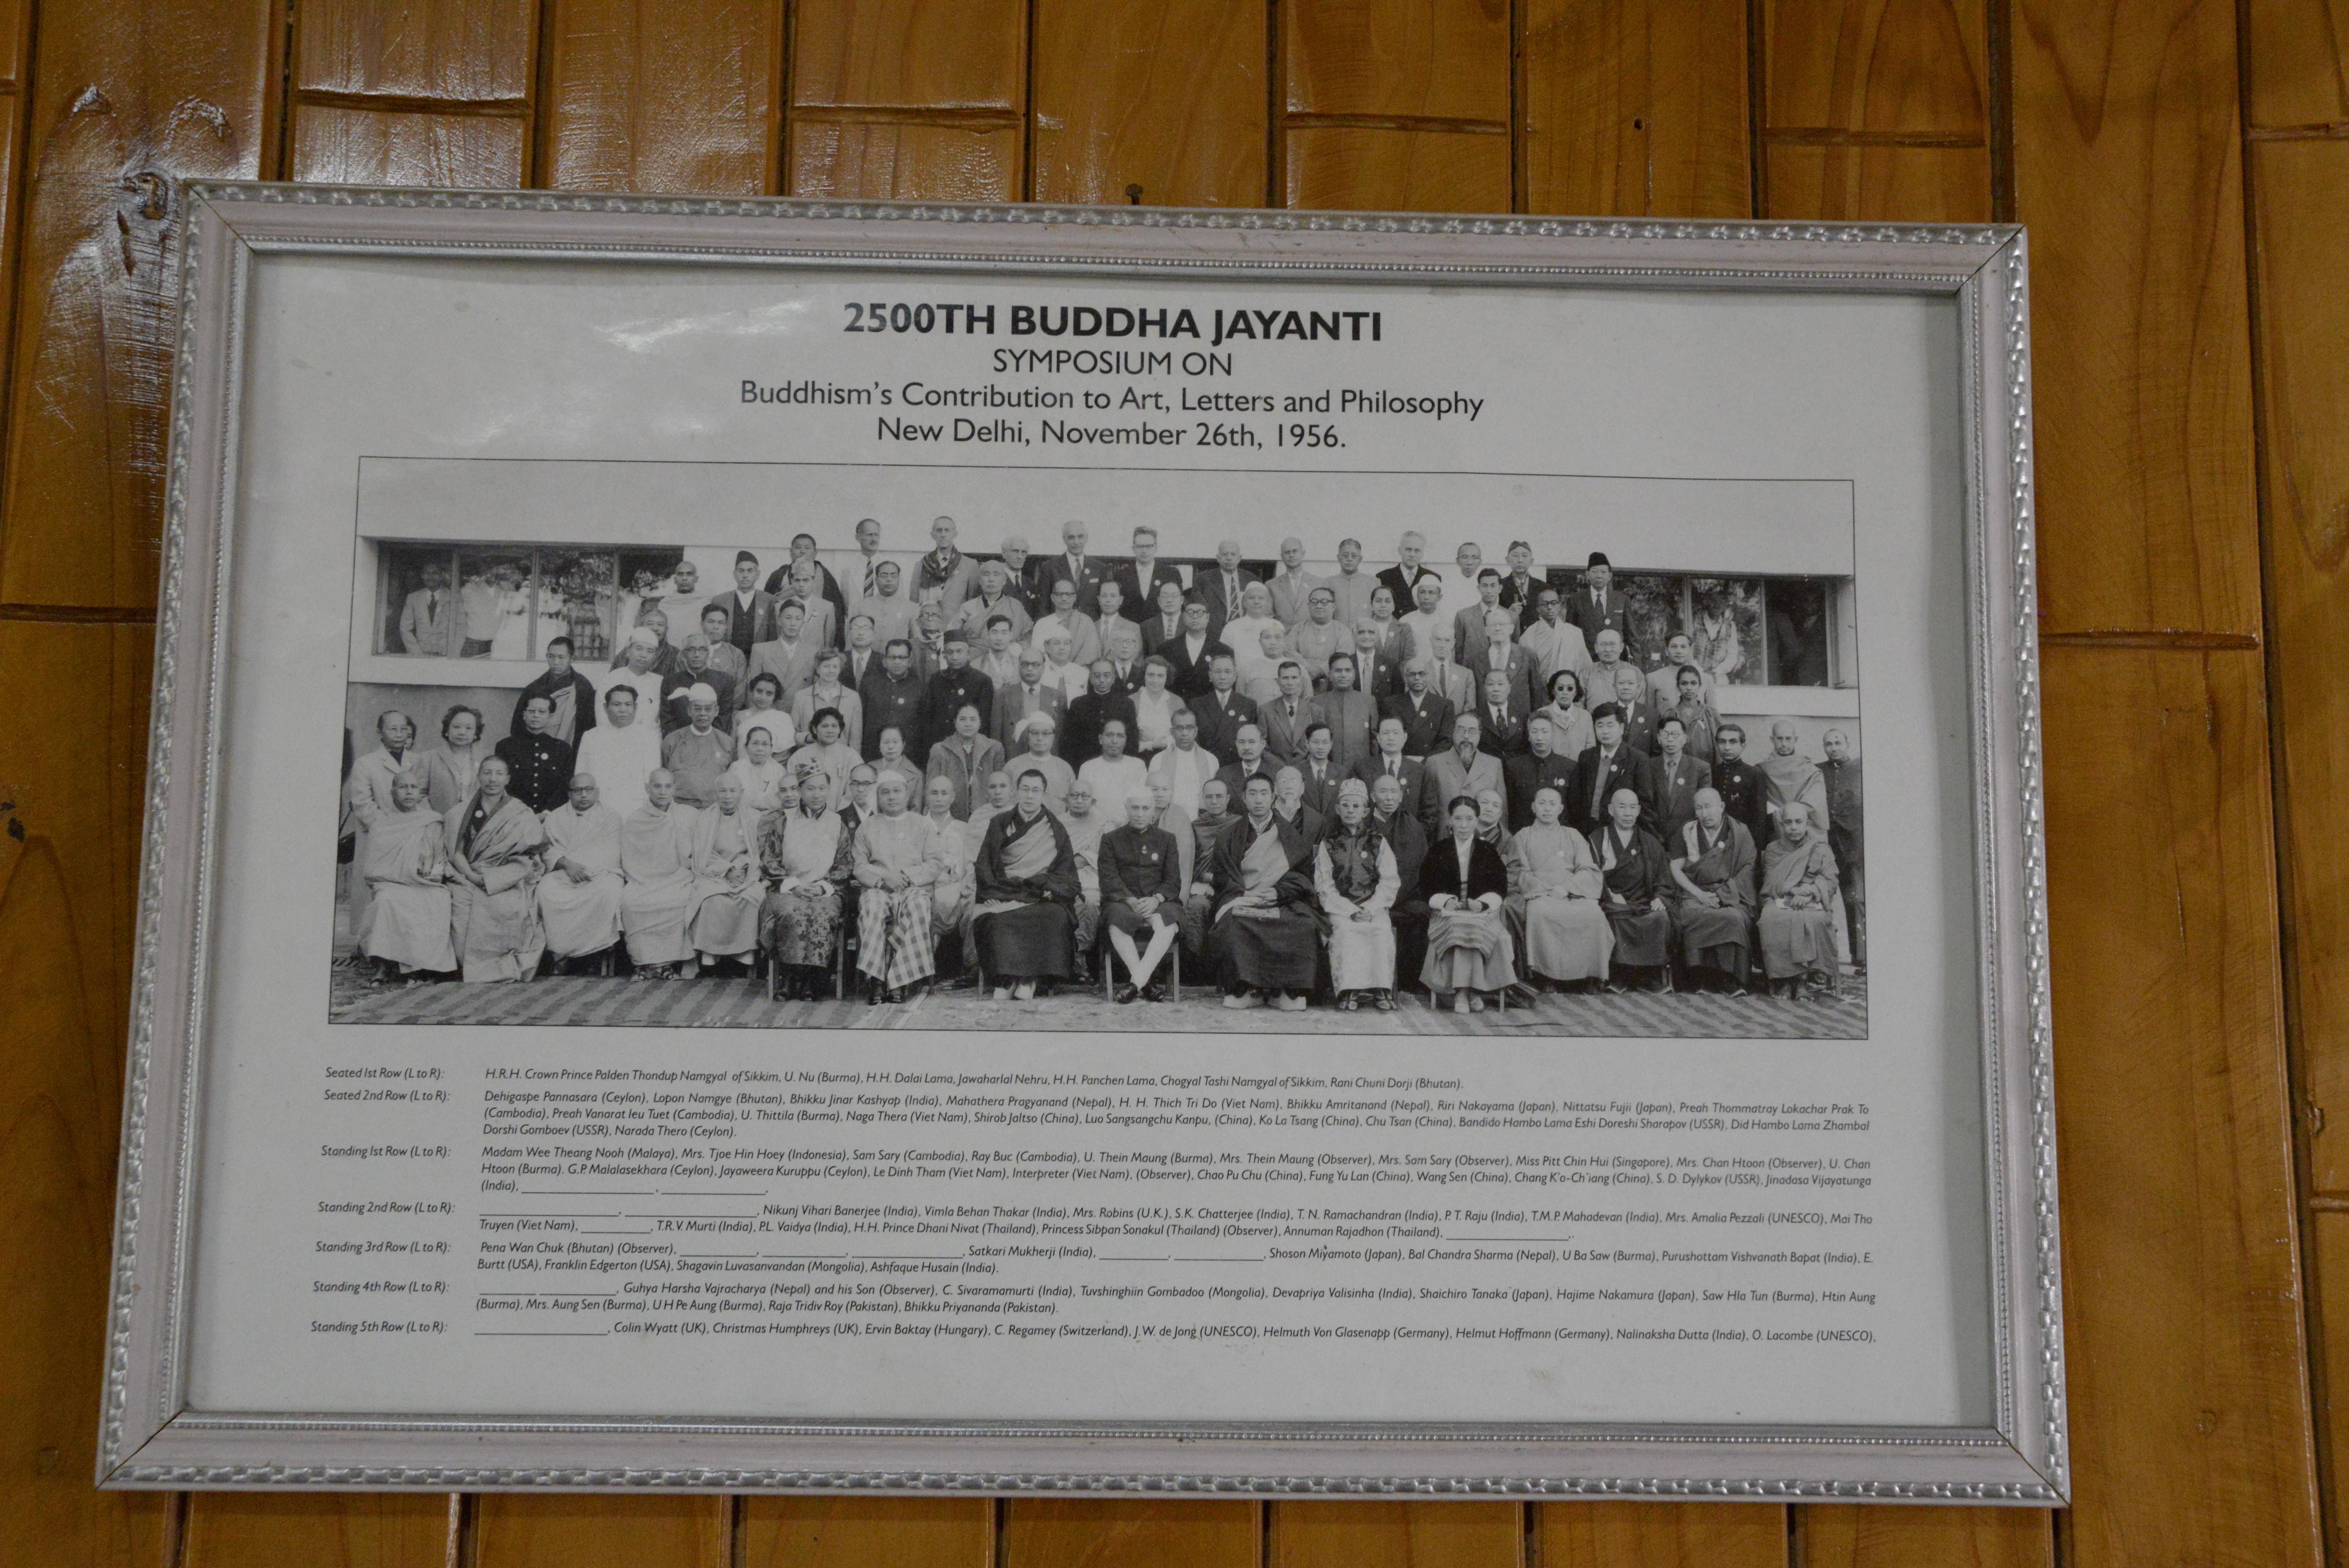 2500TH BUDDHA JAYANTI
SYMPOSIUM ON
Buddhism's Contribution to Art, Letters and Philosophy
New Delhi, November 26th, 1956.
Seated 1st Row (L to R): H.R.H. Crown Prince Palden Thondup Namgyal of Sikkim, U. Nu (Burma), H.H. Dalai Lama, Jawaharlal Nehru, H.H. Panchen Lama, Chogyal Tashi Namgyal of Sikkim, Rani Chuni Dorji (Bhutan).
Seated 2nd Row (L to R): Dehigaspe Pannasara (Ceylon), Lopon Namgye (Bhutan), Bhikku Jinar Kashyap (India), Mahathera Pragyanand (Nepal), H. H. Thich Tri Do (Viet Nam), Bhikku Amritanand (Nepal), Riri Nakayama (Japan), Nittatsu Fujii (Japan), Preah Thommatray Lokachar Prak To
(Cambodia), Preah Vanarat Ieu Tuet (Cambodia), U. Thittila (Burma), Naga Thera (Viet Nam), Shirob Jaltso (China), Luo Sangsangchu Kanpu, (China), Ko La Tsang (China), Chu Tsan (China), Bandido Hambo Lama Eshi Doreshi Sharapov (USSR), Did Hambo Lama Zhambal
Dorshi Gomboev (USSR), Narada Thero (Ceylon).
Standing 1st Row (L to R): Madam Wee Theang Nooh (Malaya), Mrs. Tjoe Hin Hoey (Indonesia), Sam Sary (Cambodia), Ray Buc (Cambodia), U. Thein Maung (Burma), Mrs. Thein Maung (Observer), Mrs. Sam Sary (Observer), Miss Pitt Chin Hui (Singapore), Mrs. Chan Htoon (Observer), U. Chan
Htoon (Burma). G.P. Malalasekhara (Ceylon), Jayaweera Kuruppu (Ceylon), Le Dinh Tham (Viet Nam), Interpreter (Viet Nam), (Observer), Chao Pu Chu (China), Fung Yu Lan (China), Wang Sen (China), Chang K'o-Ch'iang (China), S. D. Dylykov (USSR), Jinadasa Vijayatunga
(India), ____________________, ________________.
Standing 2nd Row (L to R): ____________________, ____________________, Nikunj Vihari Banerjee (India), Vimla Behan Thakar (India), Mrs. Robins (U.K.), S.K. Chatterjee (India), T. N. Ramachandran (India), P. T. Raju (India), T.M.P. Mahadevan (India), Mrs. Amalia Pezzali (UNESCO), Mai Tho
Truyen (Viet Nam), __________, T.R.V. Murti (India), P.L. Vaidya (India), H.H. Prince Dhani Nivat (Thailand), Princess Sibpan Sonakul (Thailand) (Observer), Annuman Rajadhon (Thailand), ___________________.
Standing 3rd Row (L to R): Pena Wan Chuk (Bhutan) (Observer), ____________, ____________, ________________, Satkari Mukherji (India), __________, _____________, Shoson Miyamoto (Japan), Bal Chandra Sharma (Nepal), U Ba Saw (Burma), Purushottam Vishvanath Bapat (India), E.
Burtt (USA), Franklin Edgerton (USA), Shagavin Luvasanvandan (Mongolia), Ashfaque Husain (India).
Standing 4th Row (L to R): ________ ____________, Guhya Harsha Vajracharya (Nepal) and his Son (Observer), C. Sivaramamurti (India), Tuvshinghiin Gombadoo (Mongolia), Devapriya Valisinha (India), Shaichiro Tanaka (Japan), Hajime Nakamura (Japan), Saw Hla Tun (Burma), Htin Aung
(Burma), Mrs. Aung Sen (Burma), U H Pe Aung (Burma), Raja Tridiv Roy (Pakistan), Bhikku Priyananda (Pakistan).
Standing 5th Row (L to R): ____________________, Colin Wyatt (UK), Christmas Humphreys (UK), Ervin Baktay (Hungary), C. Regamey (Switzerland), J.W. de Jong (UNESCO), Helmuth Von Glasenapp (Germany), Helmut Hoffmann (Germany), Nalinaksha Dutta (India), O. Lacombe (UNESCO),